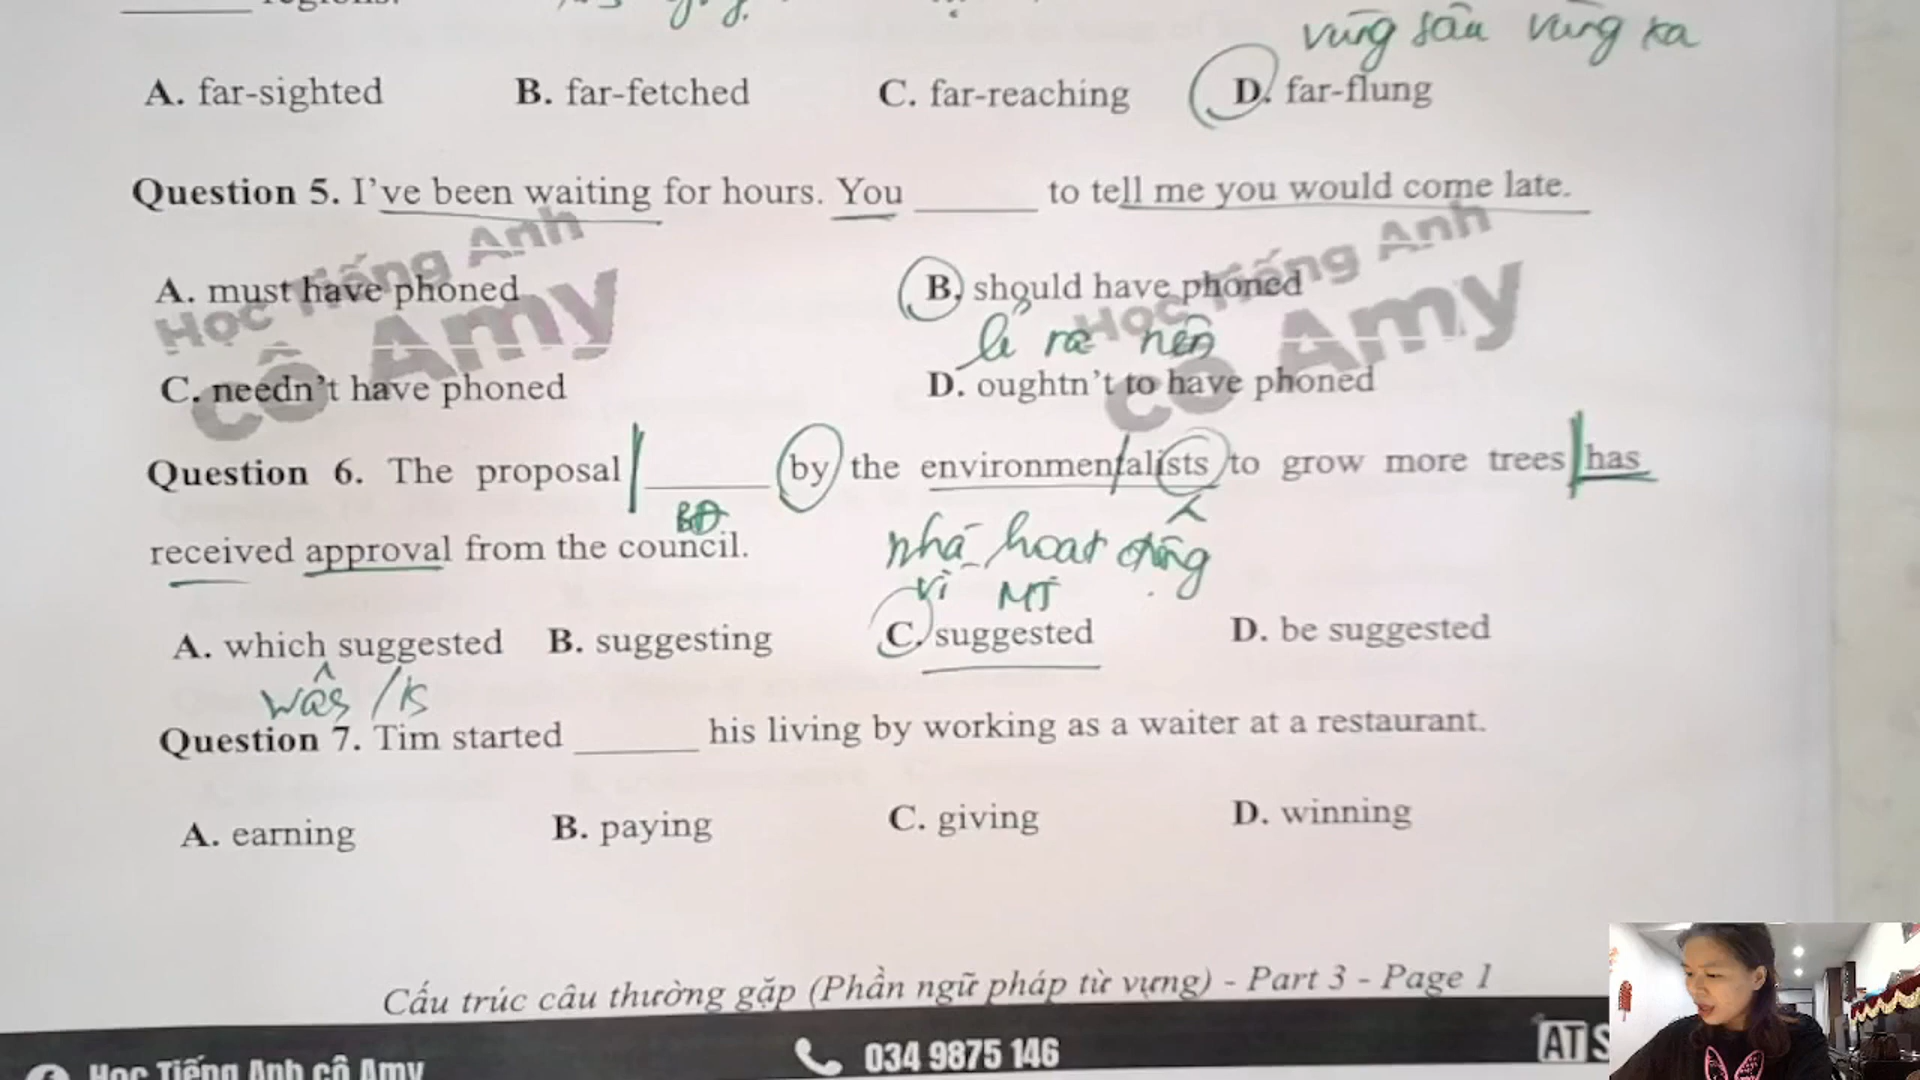 regions.
vùng sâu vùng xa
A. far-sighted B. far-fetched C. far-reaching D. far-flung
Question 5. I've been waiting for hours. You ______ to tell me you would come late.
A. must have phoned B. should have phoned
Học Tiếng Anh cô Amy Học Tiếng Anh cô Amy
lẽ ra nên
C. needn't have phoned D. oughtn't to have phoned
Question 6. The proposal ______ by the environmentalists to grow more trees has
BĐ
received approval from the council.
nhà hoạt động
vì MT
A. which suggested B. suggesting C. suggested D. be suggested
was / is
Question 7. Tim started ______ his living by working as a waiter at a restaurant.
A. earning B. paying C. giving D. winning
Cấu trúc câu thường gặp (Phần ngữ pháp từ vựng) - Part 3 - Page 1
Học Tiếng Anh cô Amy 034 9875 146